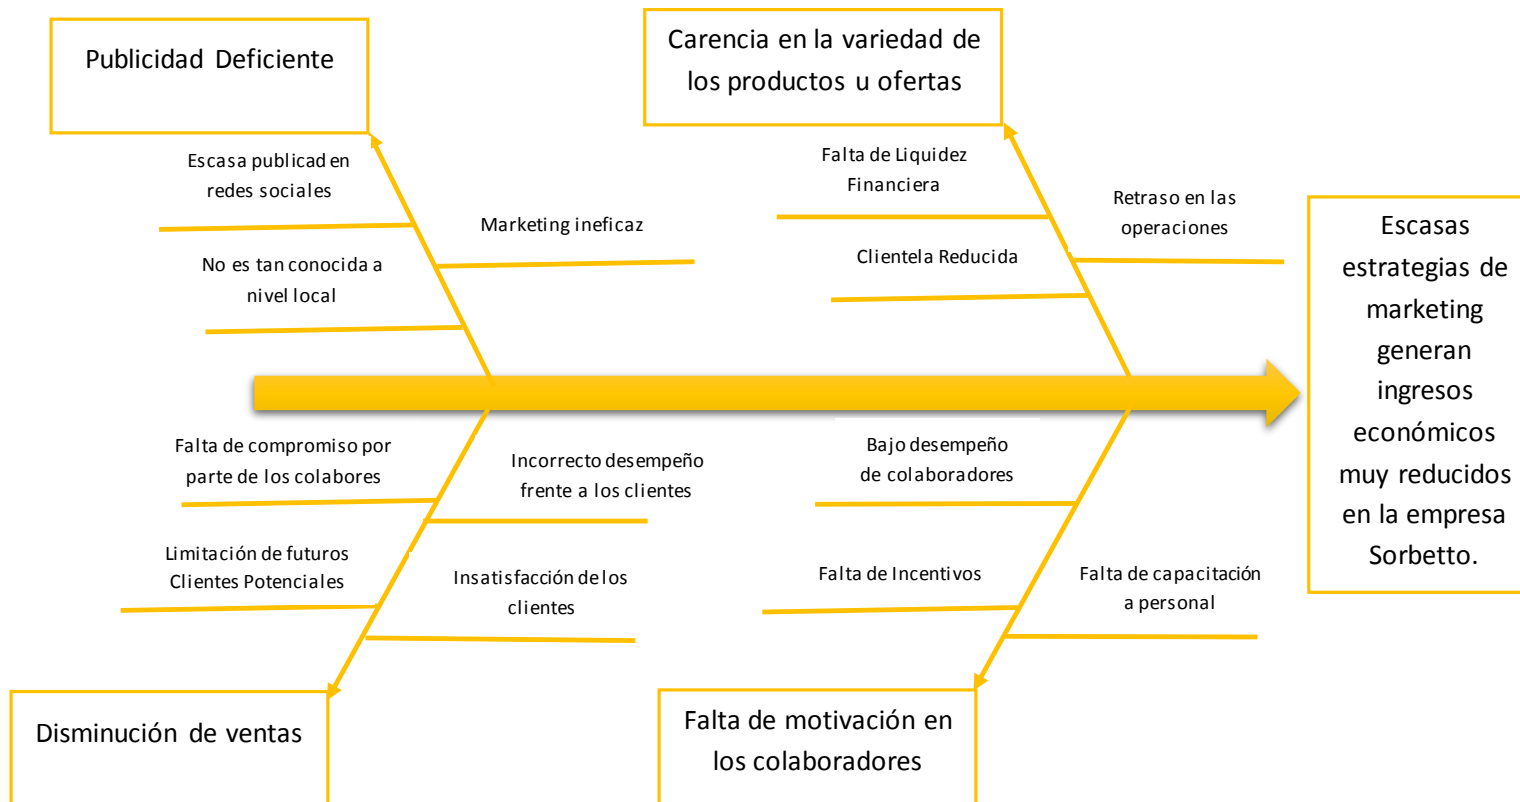 Publicidad Deficiente
Carencia en la variedad de
los productos u ofertas
Escasa publicad en
redes sociales
Marketing ineficaz
No es tan conocida a
nivel local
Falta de Liquidez
Financiera
Retraso en las
operaciones
Clientela Reducida
Escasas
estrategias de
marketing
generan
ingresos
económicos
muy reducidos
en la empresa
Sorbetto.
Falta de compromiso por
parte de los colabores
Incorrecto desempeño
frente a los clientes
Limitación de futuros
Clientes Potenciales
Insatisfacción de los
clientes
Bajo desempeño
de colaboradores
Falta de Incentivos
Falta de capacitación
a personal
Disminución de ventas
Falta de motivación en
los colaboradores